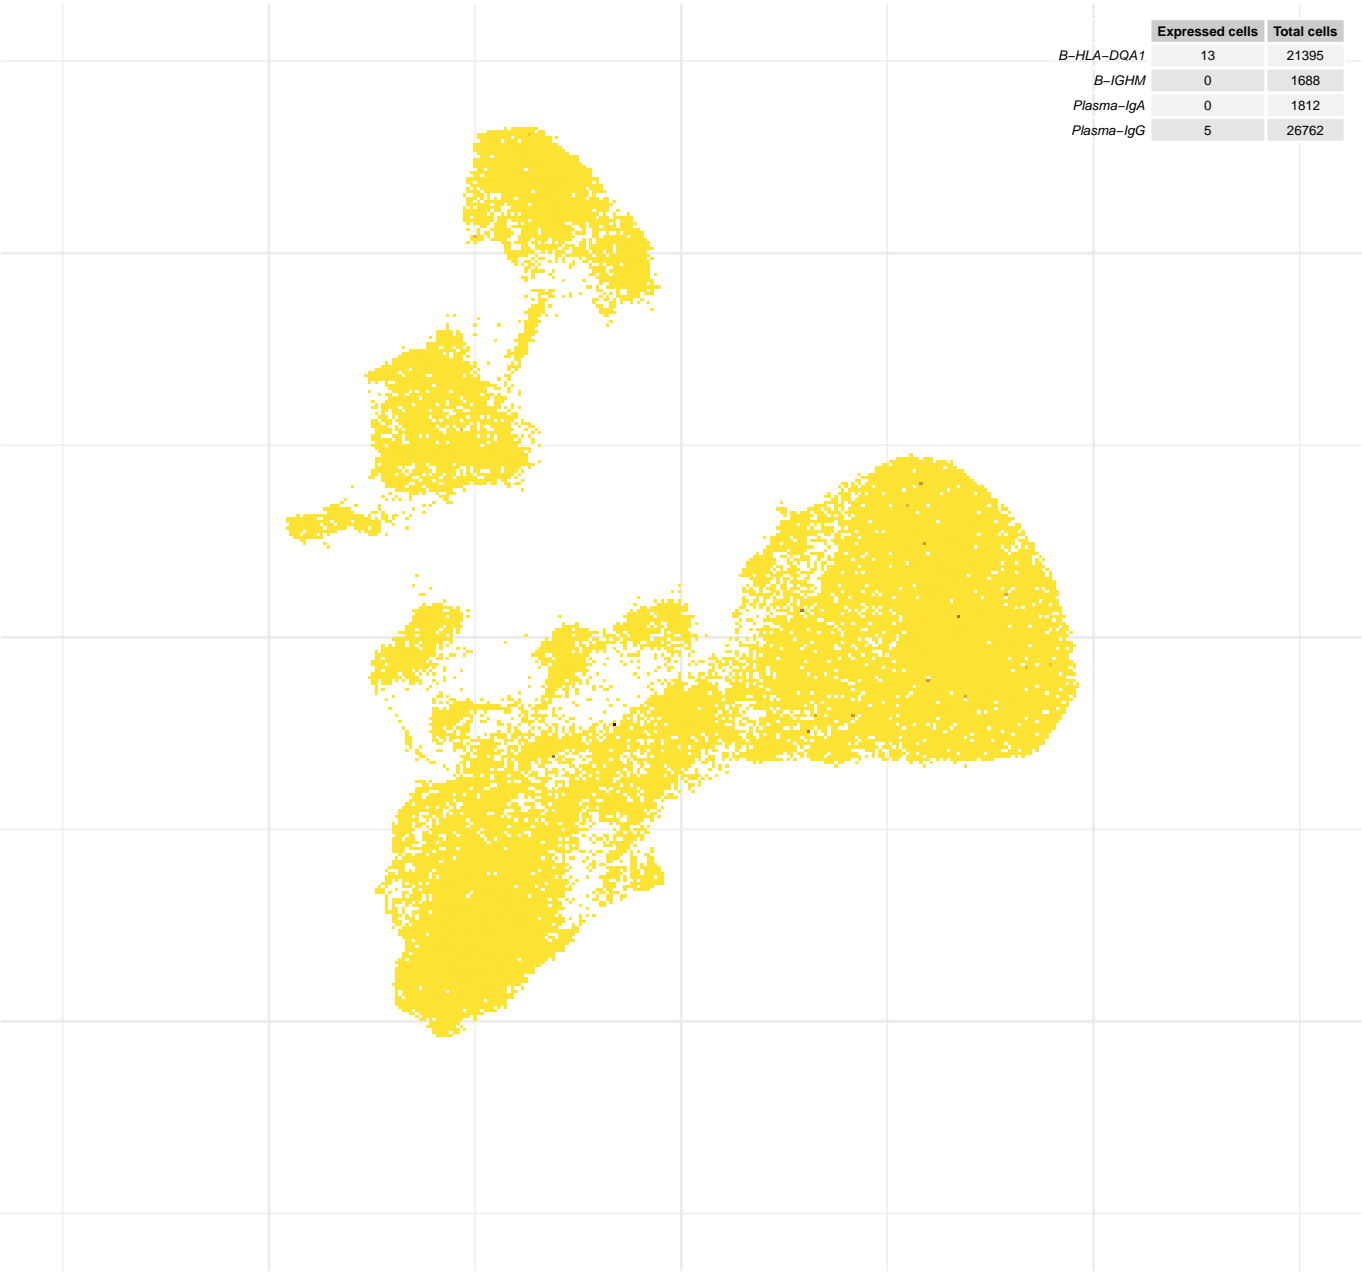 Expressed cells Total cells
B−HLA−DQA1 13 21395
B−IGHM 0 1688
Plasma−IgA 0 1812
Plasma−IgG 5 26762